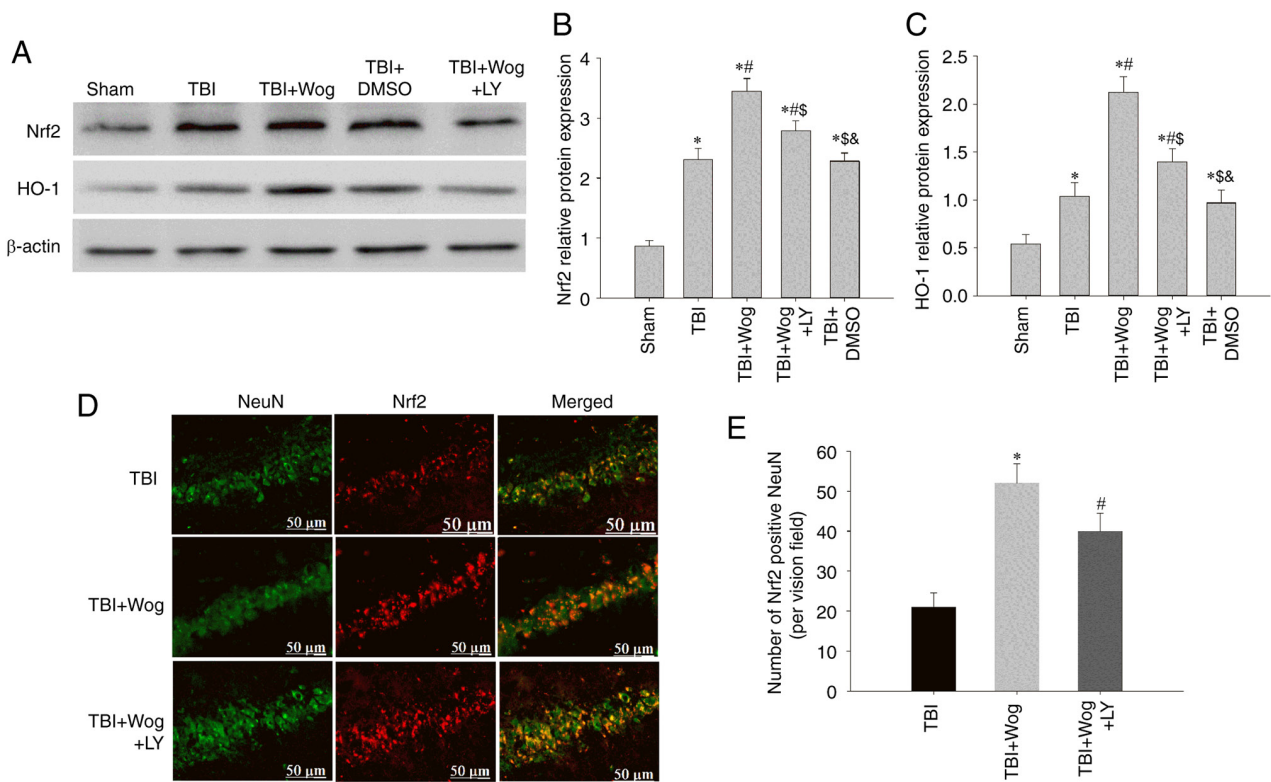 A
Sham
TBI
TBI+Wog
TBI+
DMSO
TBI+Wog
+LY
Nrf2
HO-1
β-actin
B
Nrf2 relative protein expression
4
3
2
1
0
*
*#
*#$
*$&
Sham
TBI
TBI+Wog
TBI+Wog
+LY
TBI+
DMSO
C
HO-1 relative protein expression
2.5
2.0
1.5
1.0
0.5
0.0
*
*#
*#$
*$&
Sham
TBI
TBI+Wog
TBI+Wog
+LY
TBI+
DMSO
D
NeuN
Nrf2
Merged
TBI
50 µm
50 µm
50 µm
TBI+Wog
50 µm
50 µm
50 µm
TBI+Wog
+LY
50 µm
50 µm
50 µm
E
Number of Nrf2 positive NeuN
(per vision field)
60
50
40
30
20
10
0
*
#
TBI
TBI+Wog
TBI+Wog
+LY